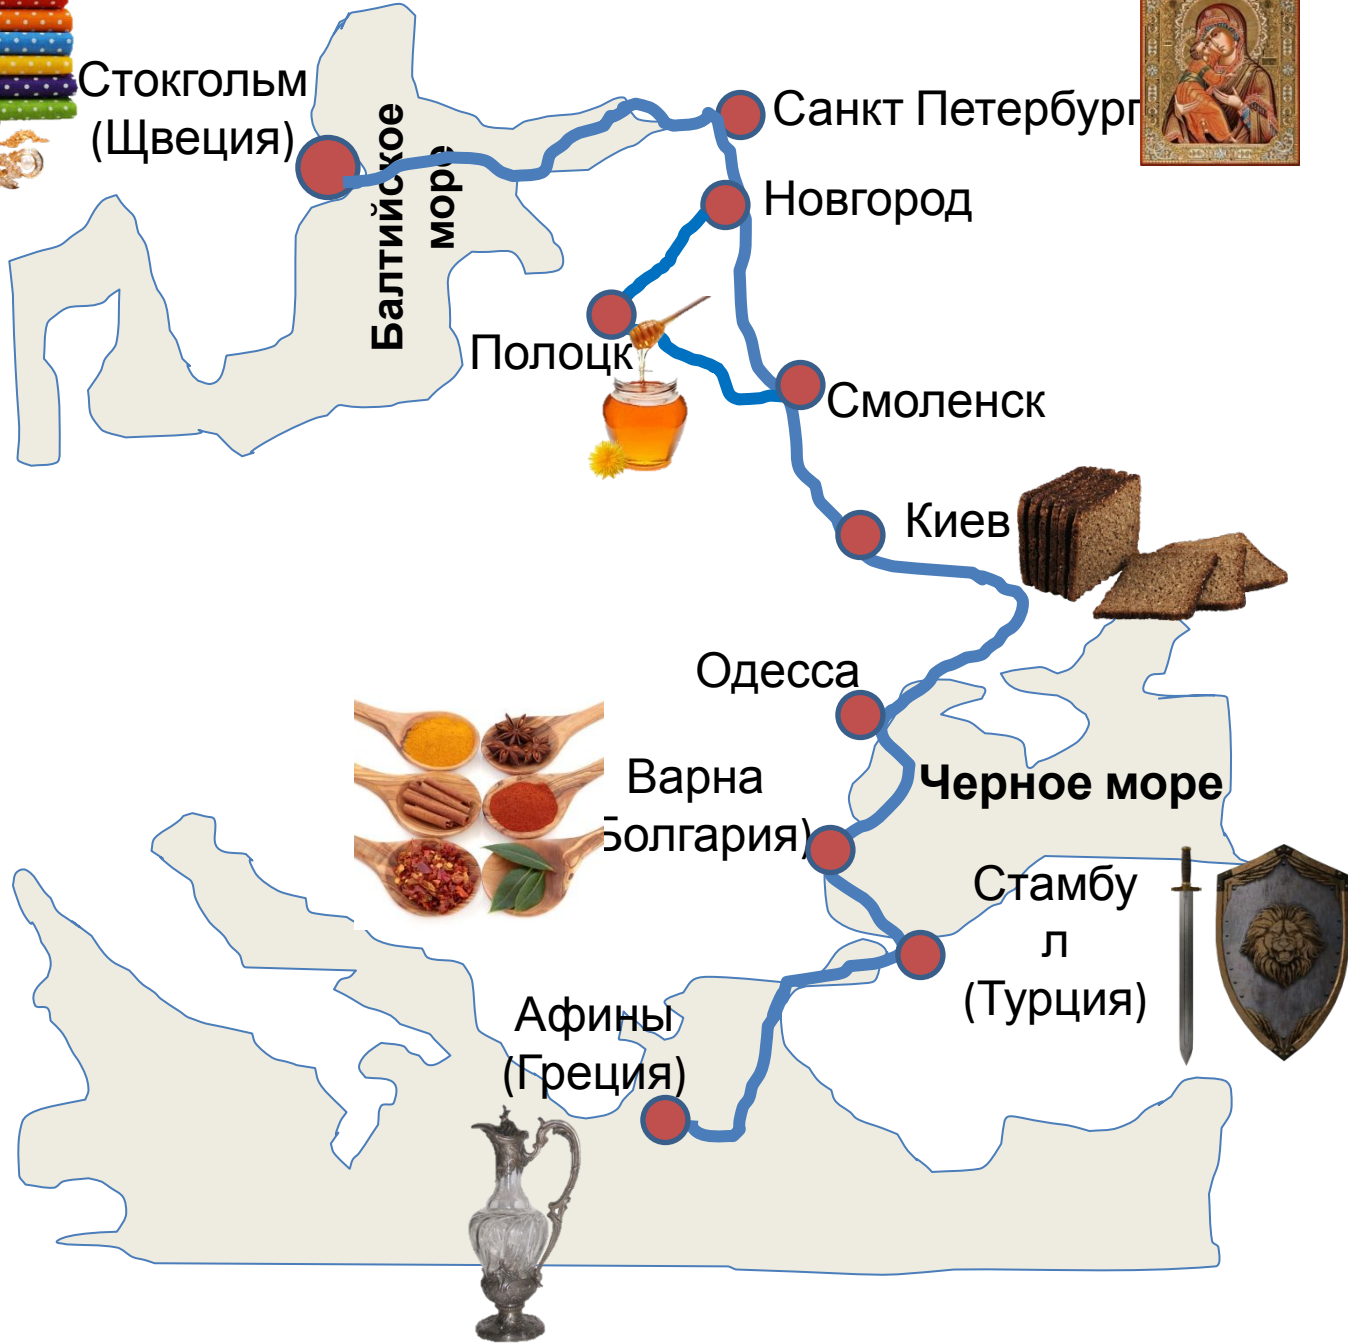 Стокгольм
(Щвеция)
Балтийское
море
Санкт Петербург
Новгород
Полоцк
Смоленск
Киев
Одесса
Варна
Болгария)
Черное море
Стамбу
л
(Турция)
Афины
(Греция)